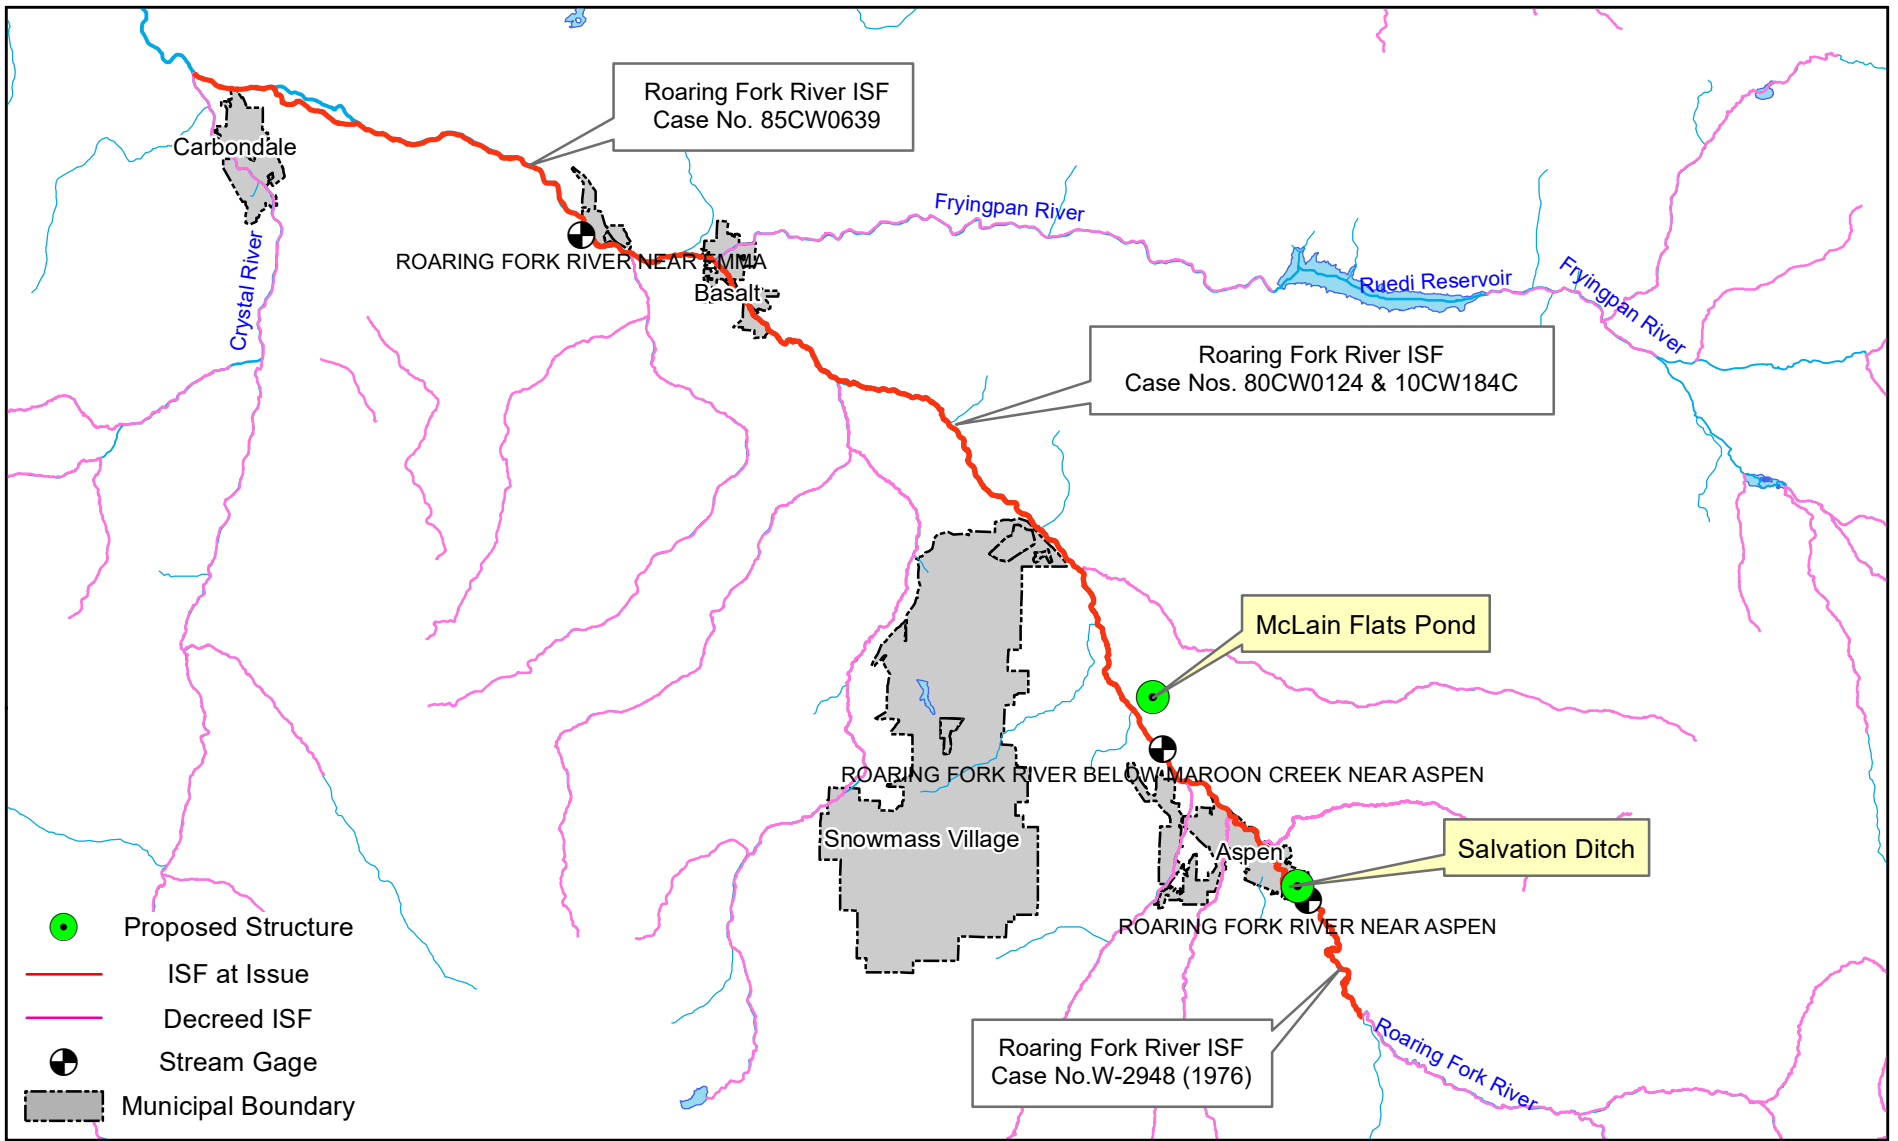 Roaring Fork River ISF
Case No. 85CW0639
Carbondale
Fryingpan River
Crystal River
ROARING FORK RIVER NEAR EMMA
Basalt
Ruedi Reservoir
Fryingpan River
Roaring Fork River ISF
Case Nos. 80CW0124 & 10CW184C
McLain Flats Pond
ROARING FORK RIVER BELOW MAROON CREEK NEAR ASPEN
Snowmass Village
Aspen
Salvation Ditch
ROARING FORK RIVER NEAR ASPEN
Roaring Fork River ISF
Case No.W-2948 (1976)
Roaring Fork River
Proposed Structure
ISF at Issue
Decreed ISF
Stream Gage
Municipal Boundary